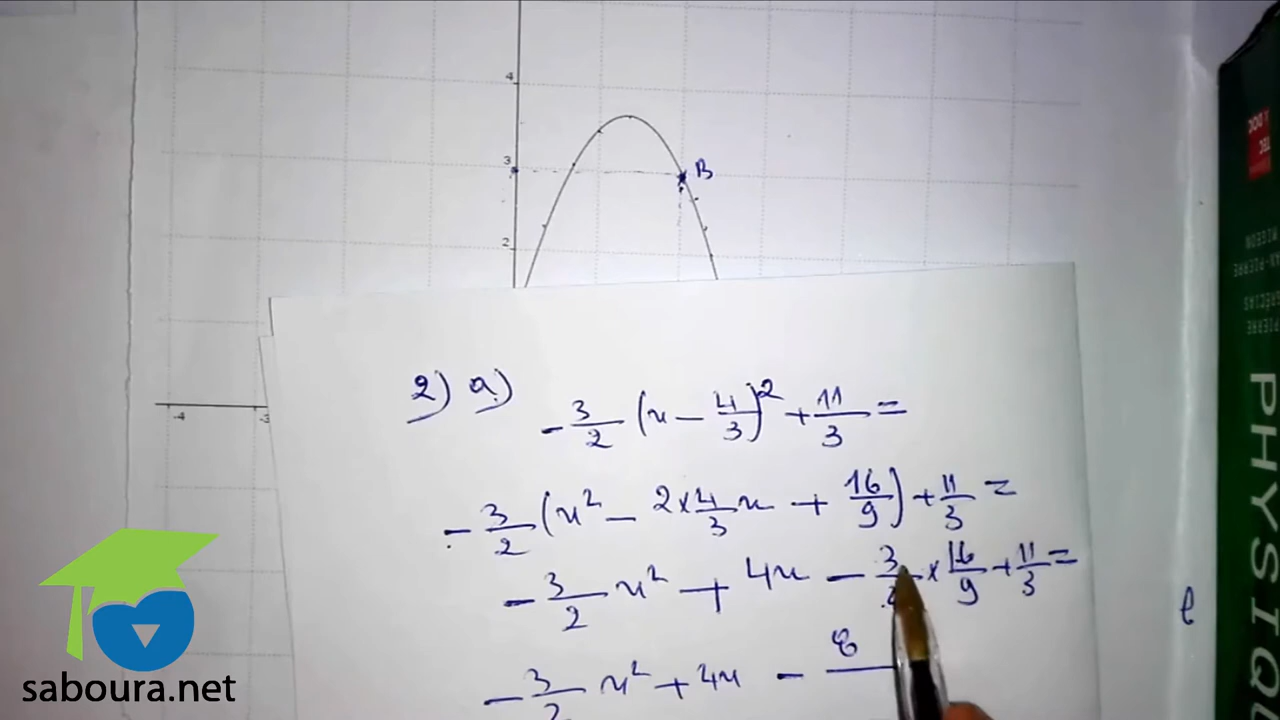 4
3
B
2
-4
-3
2) a)
-3/2 (x - 4/3)² + 11/3 =
-3/2 (x² - 2×4/3 x + 16/9) + 11/3 =
-3/2 x² + 4x - 3/2 × 16/9 + 11/3 =
-3/2 x² + 4x - 8
PHYSIQU
saboura.net